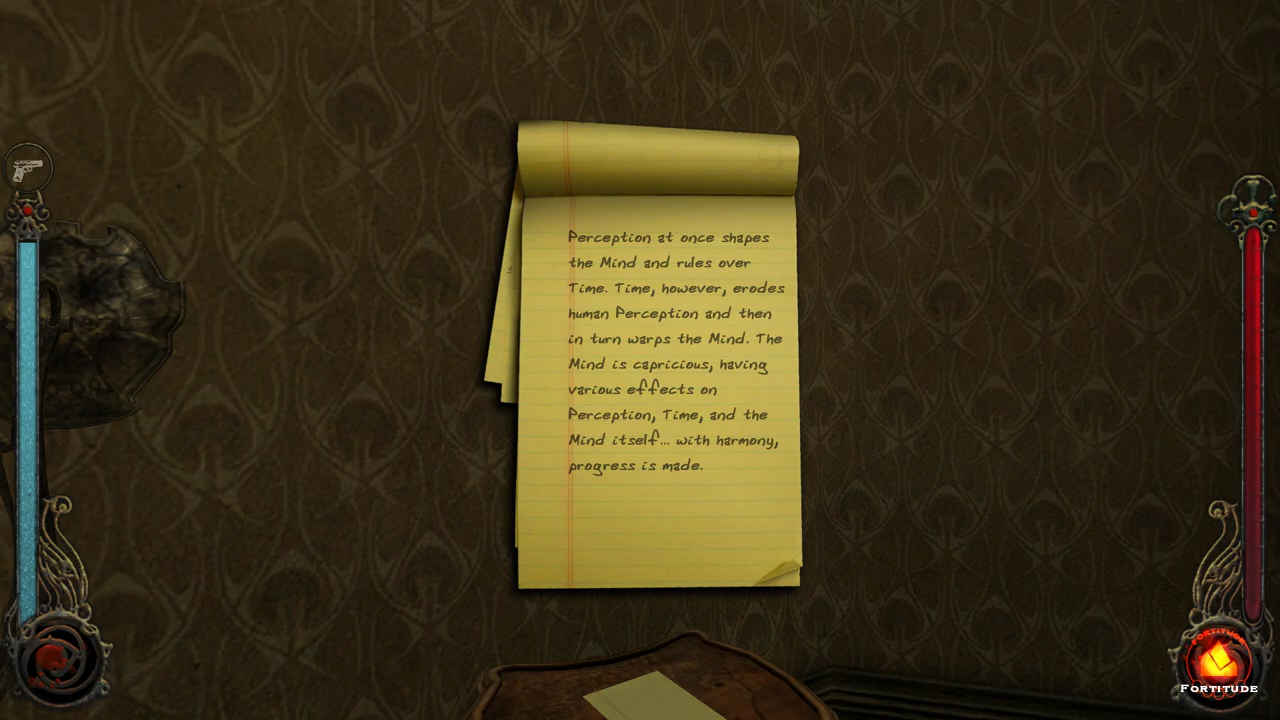 Perception at once shapes
the Mind and rules over
Time. Time, however, erodes
human Perception and then
in turn warps the Mind. The
Mind is capricious, having
various effects on
Perception, Time, and the
Mind itself... with harmony,
progress is made.
FORTITUDE
FORTITUDE